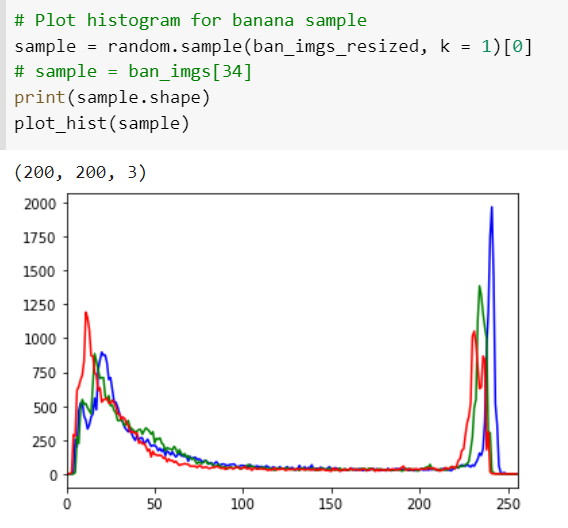 # Plot histogram for banana sample
sample = random.sample(ban_imgs_resized, k = 1)[0]
# sample = ban_imgs[34]
print(sample.shape)
plot_hist(sample)
(200, 200, 3)
2000
1750
1500
1250
1000
750
500
250
0
0 50 100 150 200 250